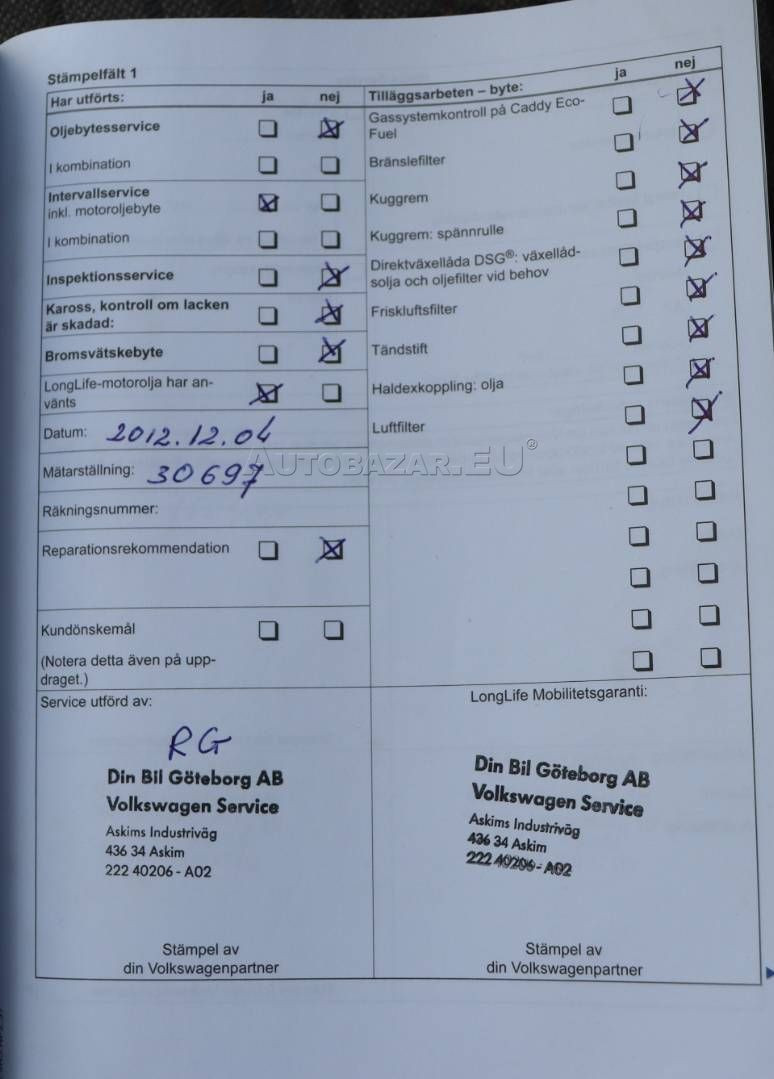 Stämpelfält 1
Har utförts: ja nej
Oljebytesservice
I kombination
Intervallservice
inkl. motoroljebyte
I kombination
Inspektionsservice
Kaross, kontroll om lacken
är skadad:
Bromsvätskebyte
LongLife-motorolja har an-
vänts
Datum: 2012.12.04
Mätarställning: 30697
Räkningsnummer:
Reparationsrekommendation
Kundönskemål
(Notera detta även på upp-
draget.)
Tilläggsarbeten – byte: ja nej
Gassystemkontroll på Caddy Eco-
Fuel
Bränslefilter
Kuggrem
Kuggrem: spännrulle
Direktväxellåda DSG®: växellåd-
solja och oljefilter vid behov
Friskluftsfilter
Tändstift
Haldexkoppling: olja
Luftfilter
AUTOBAZAR.EU®
Service utförd av:
RG
Din Bil Göteborg AB
Volkswagen Service
Askims Industriväg
436 34 Askim
222 40206 - A02
Stämpel av
din Volkswagenpartner
LongLife Mobilitetsgaranti:
Din Bil Göteborg AB
Volkswagen Service
Askims Industriväg
436 34 Askim
222 40206 - A02
Stämpel av
din Volkswagenpartner